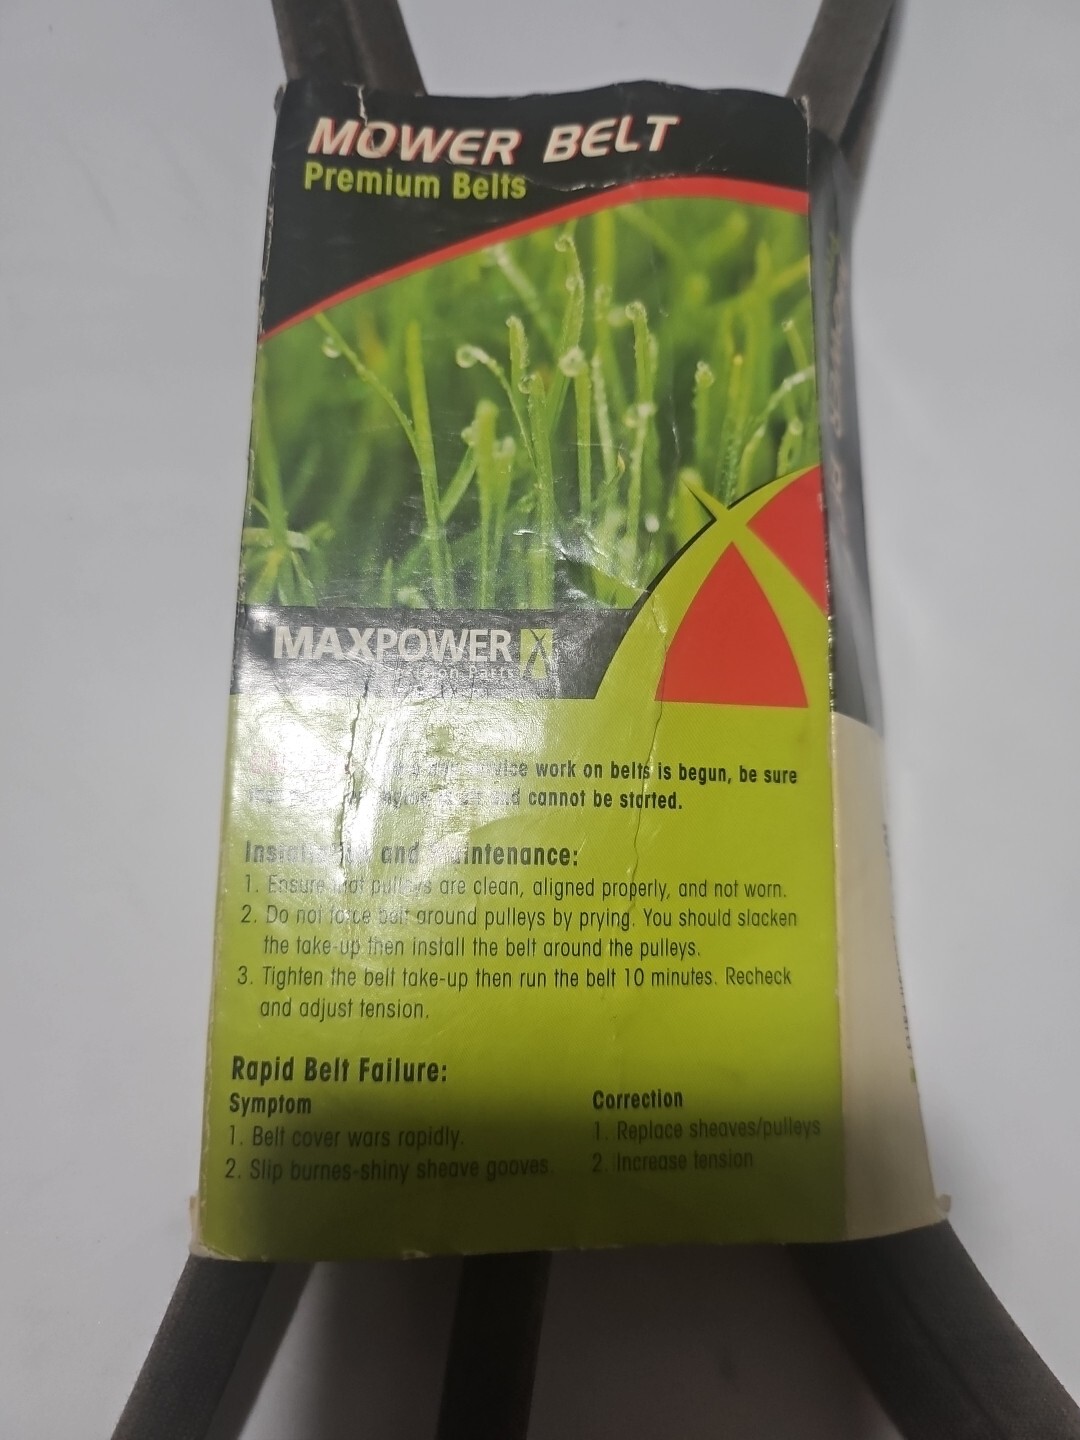 MOWER BELT
Premium Belts
MAXPOWER
Parts
work on belts is begun, be sure
and cannot be started.
and Maintenance:
1. Ensure that pulleys are clean, aligned properly, and not worn.
2. Do not force belt around pulleys by prying. You should slacken
the take-up then install the belt around the pulleys.
3. Tighten the belt take-up then run the belt 10 minutes. Recheck
and adjust tension.
Rapid Belt Failure:
Symptom
Correction
1. Belt cover wars rapidly.
1. Replace sheaves/pulleys
2. Slip burnes-shiny sheave gooves.
2. Increase tension